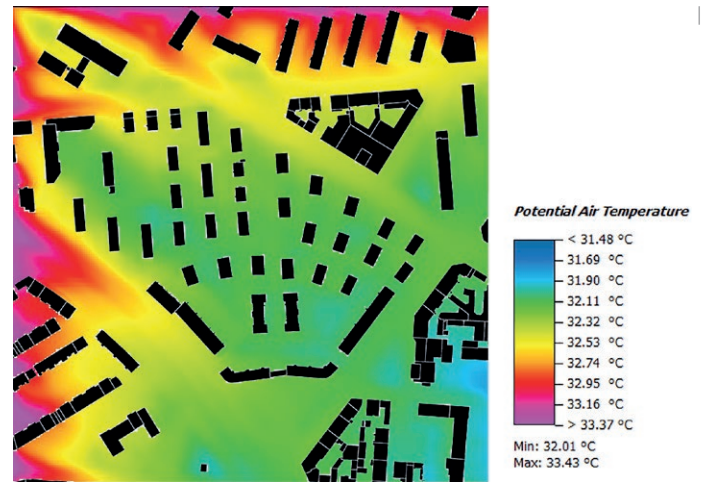 Potential Air Temperature
< 31.48 °C
31.69 °C
31.90 °C
32.11 °C
32.32 °C
32.53 °C
32.74 °C
32.95 °C
33.16 °C
> 33.37 °C
Min: 32.01 °C
Max: 33.43 °C